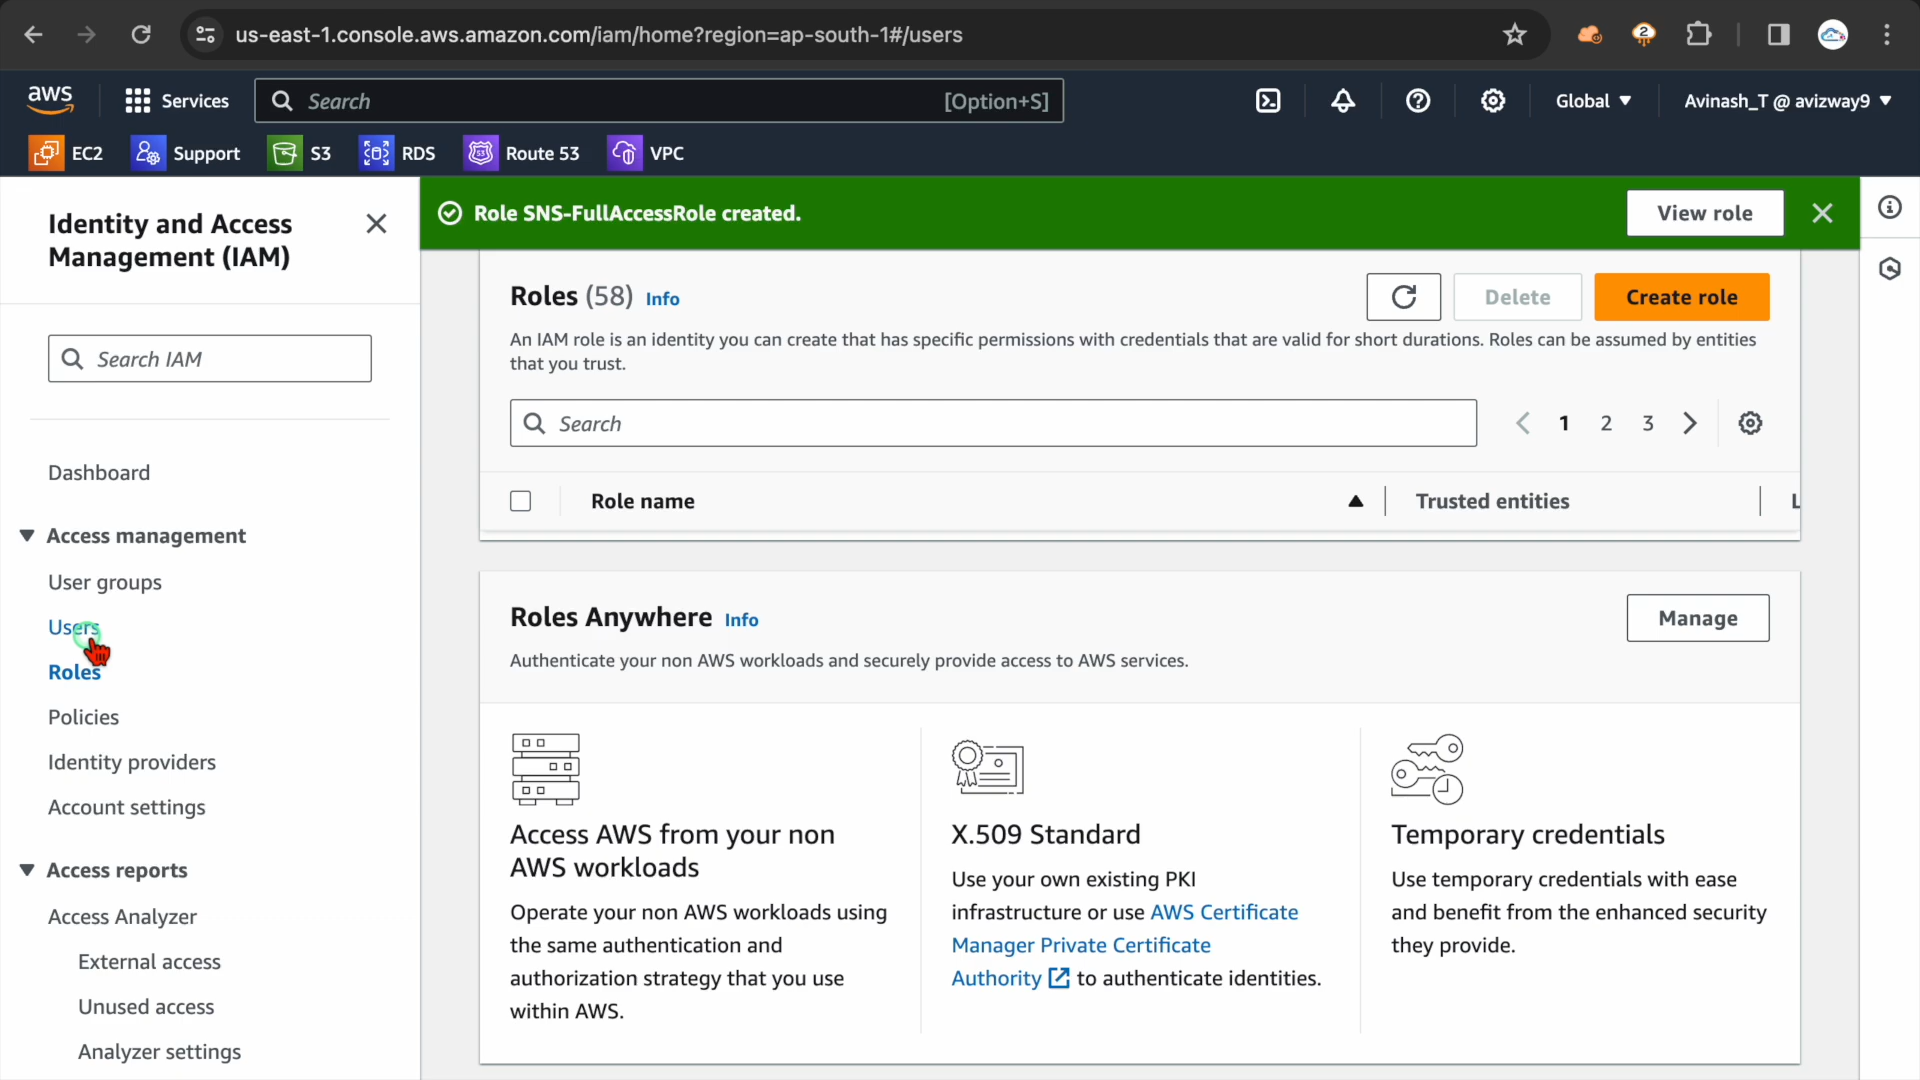 us-east-1.console.aws.amazon.com/iam/home?region=ap-south-1#/users
2
aws
Services
Search
[Option+S]
Global ▼
Avinash_T @ avizway9 ▼
EC2
Support
S3
RDS
Route 53
VPC
Identity and Access
Management (IAM)
Search IAM
Dashboard
Access management
User groups
Users
Roles
Policies
Identity providers
Account settings
Access reports
Access Analyzer
External access
Unused access
Analyzer settings
Role SNS-FullAccessRole created.
View role
Roles (58) Info
Delete
Create role
An IAM role is an identity you can create that has specific permissions with credentials that are valid for short durations. Roles can be assumed by entities
that you trust.
Search
1 2 3
Role name
Trusted entities
L
Roles Anywhere Info
Manage
Authenticate your non AWS workloads and securely provide access to AWS services.
Access AWS from your non
AWS workloads
Operate your non AWS workloads using
the same authentication and
authorization strategy that you use
within AWS.
X.509 Standard
Use your own existing PKI
infrastructure or use AWS Certificate
Manager Private Certificate
Authority to authenticate identities.
Temporary credentials
Use temporary credentials with ease
and benefit from the enhanced security
they provide.